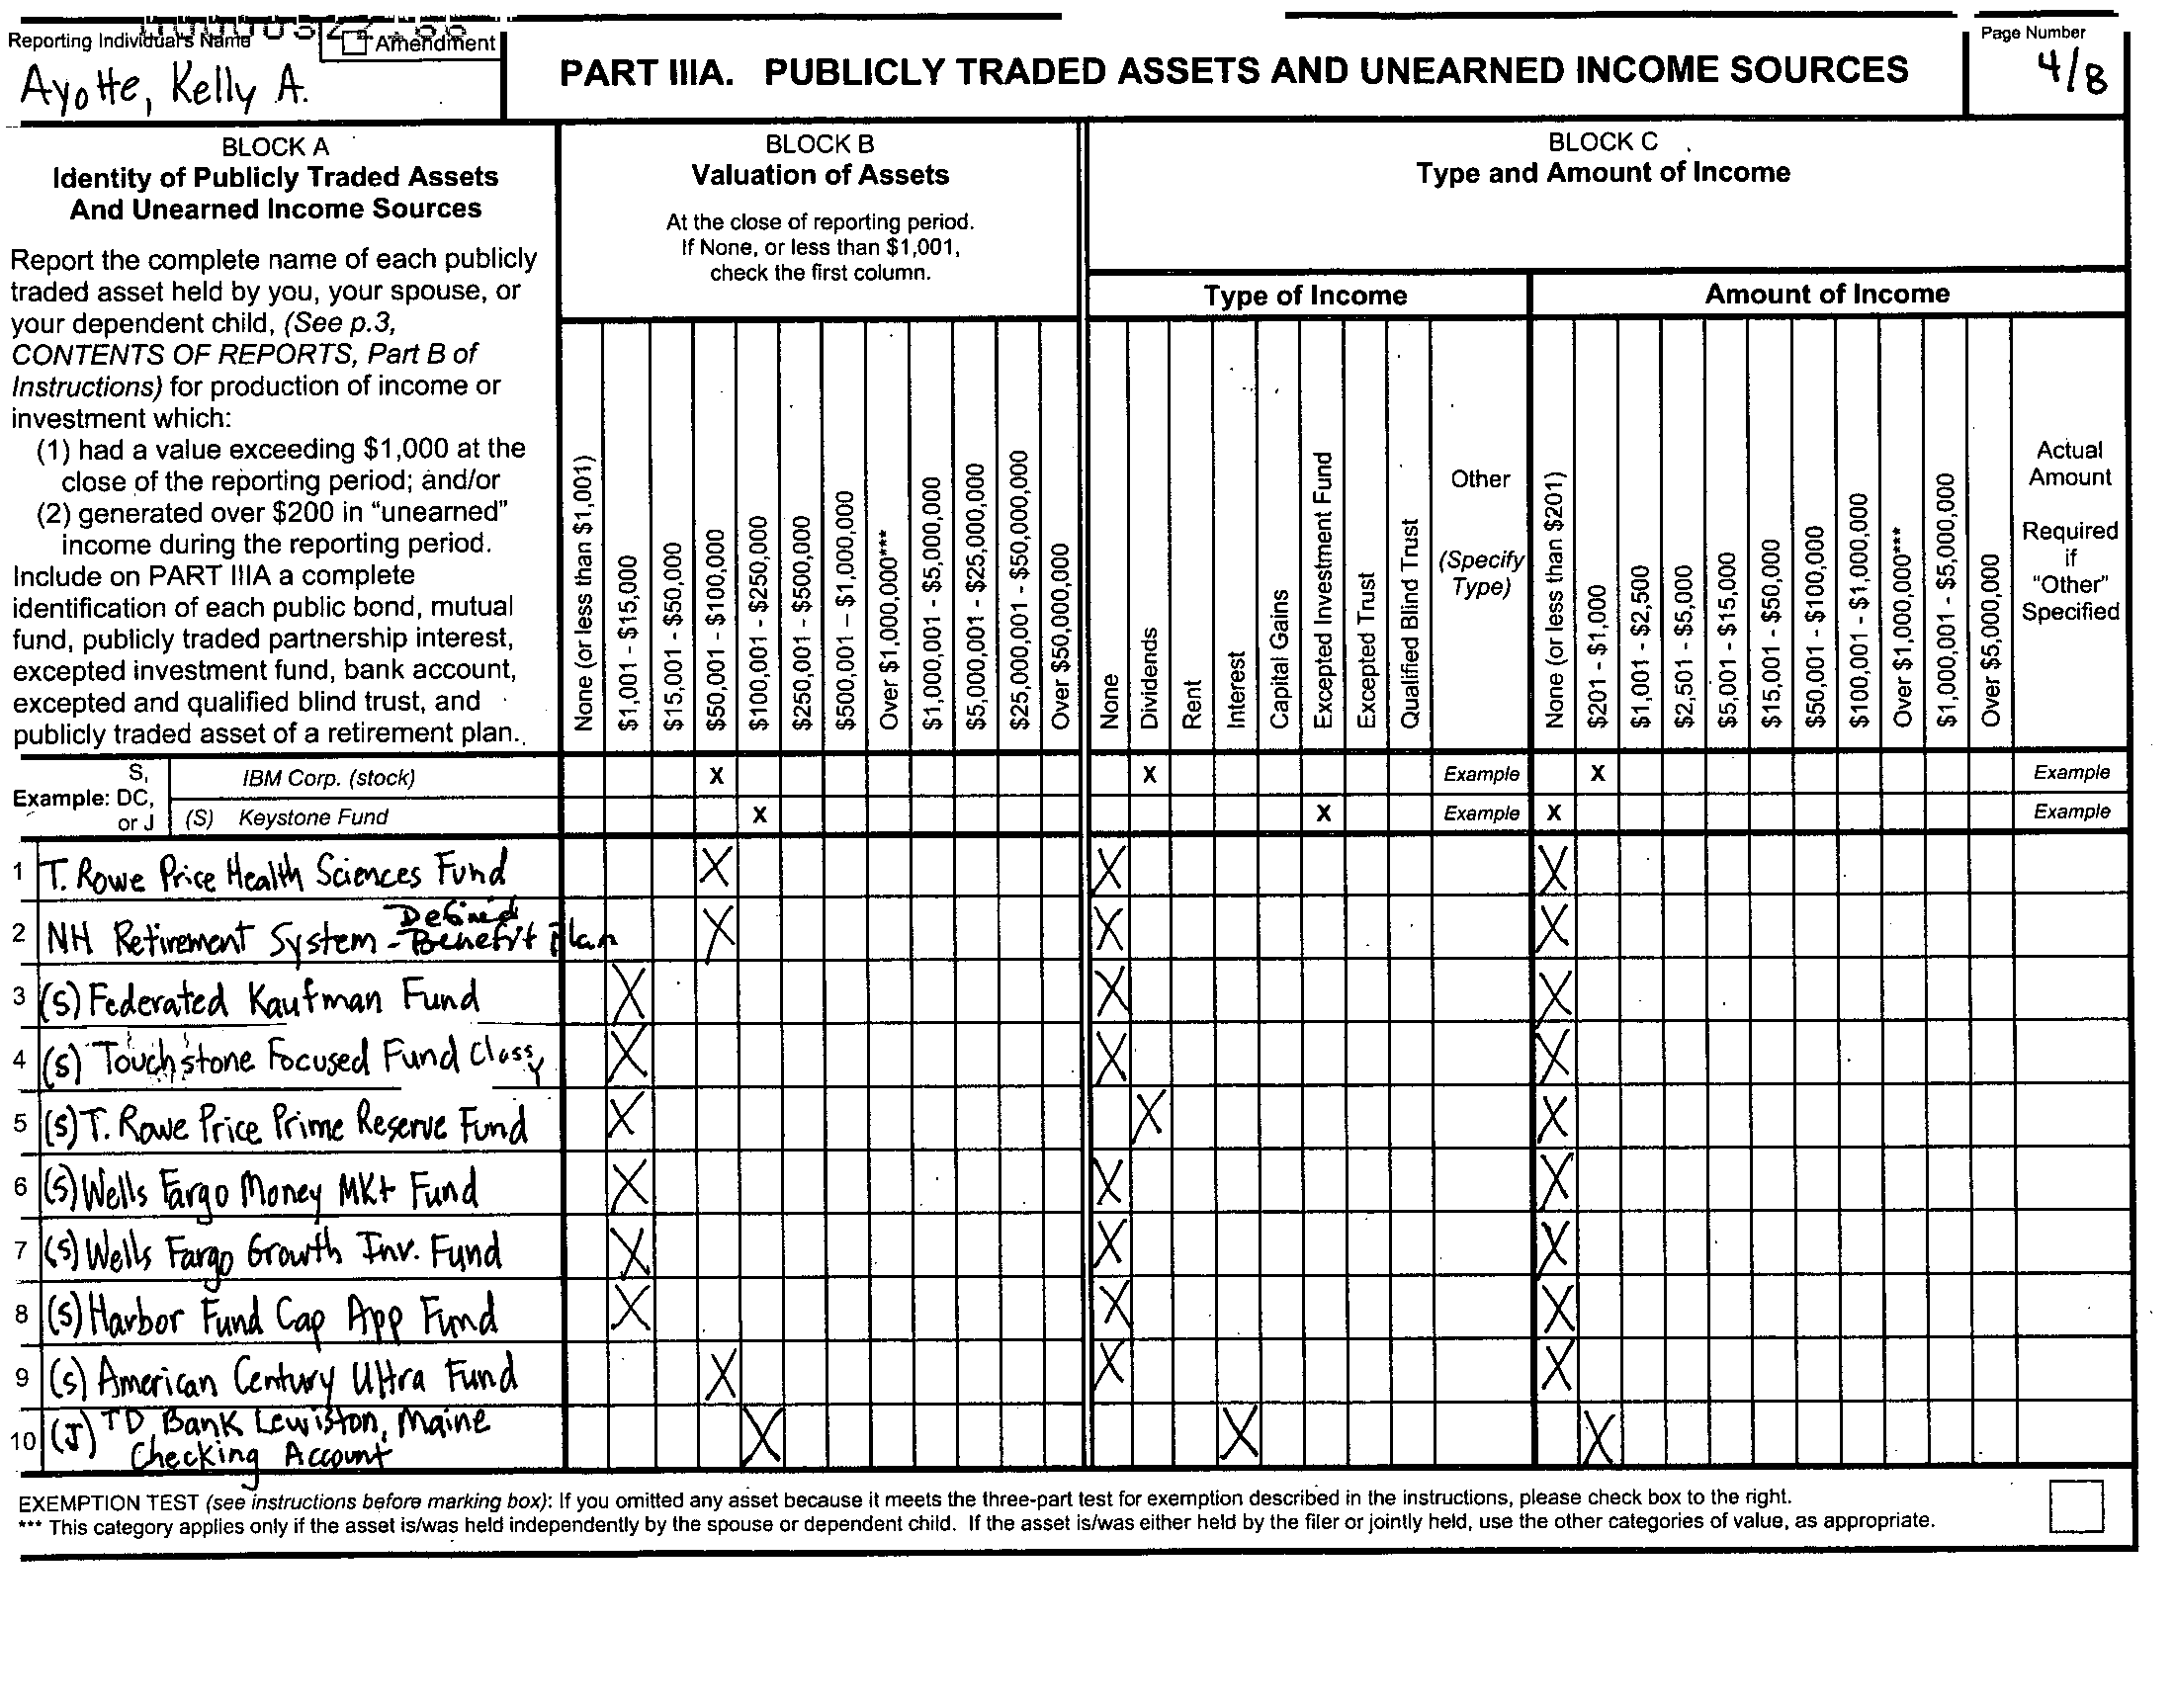 Reporting Individual's Name
Amendment
Ayotte, Kelly A.
PART IIIA. PUBLICLY TRADED ASSETS AND UNEARNED INCOME SOURCES
Page Number
4/8
BLOCK A
Identity of Publicly Traded Assets
And Unearned Income Sources
Report the complete name of each publicly
traded asset held by you, your spouse, or
your dependent child, (See p.3,
CONTENTS OF REPORTS, Part B of
Instructions) for production of income or
investment which:
(1) had a value exceeding $1,000 at the
close of the reporting period; and/or
(2) generated over $200 in “unearned”
income during the reporting period.
Include on PART IIIA a complete
identification of each public bond, mutual
fund, publicly traded partnership interest,
excepted investment fund, bank account,
excepted and qualified blind trust, and
publicly traded asset of a retirement plan.
BLOCK B
Valuation of Assets
At the close of reporting period.
If None, or less than $1,001,
check the first column.
None (or less than $1,001)
$1,001 - $15,000
$15,001 - $50,000
$50,001 - $100,000
$100,001 - $250,000
$250,001 - $500,000
$500,001 – $1,000,000
Over $1,000,000***
$1,000,001 - $5,000,000
$5,000,001 - $25,000,000
$25,000,001 - $50,000,000
Over $50,000,000
BLOCK C
Type and Amount of Income
Type of Income
None
Dividends
Rent
Interest
Capital Gains
Excepted Investment Fund
Excepted Trust
Qualified Blind Trust
Other
(Specify
Type)
Amount of Income
None (or less than $201)
$201 - $1,000
$1,001 - $2,500
$2,501 - $5,000
$5,001 - $15,000
$15,001 - $50,000
$50,001 - $100,000
$100,001 - $1,000,000
Over $1,000,000***
$1,000,001 - $5,000,000
Over $5,000,000
Actual
Amount
Required
if
“Other”
Specified
Example: S, DC, or J
IBM Corp. (stock) X X Example X Example
(S) Keystone Fund X X Example X Example
1 T. Rowe Price Health Sciences Fund X X X
2 NH Retirement System - Defined Benefit Plan X X X
3 (S) Federated Kaufman Fund X X X
4 (S) Touchstone Focused Fund Class Y X X X
5 (S) T. Rowe Price Prime Reserve Fund X X X
6 (S) Wells Fargo Money Mkt Fund X X X
7 (S) Wells Fargo Growth Inv. Fund X X X
8 (S) Harbor Fund Cap App Fund X X X
9 (S) American Century Ultra Fund X X X
10 (J) TD Bank Lewiston, Maine
Checking Account X X X
EXEMPTION TEST (see instructions before marking box): If you omitted any asset because it meets the three-part test for exemption described in the instructions, please check box to the right.
*** This category applies only if the asset is/was held independently by the spouse or dependent child. If the asset is/was either held by the filer or jointly held, use the other categories of value, as appropriate.